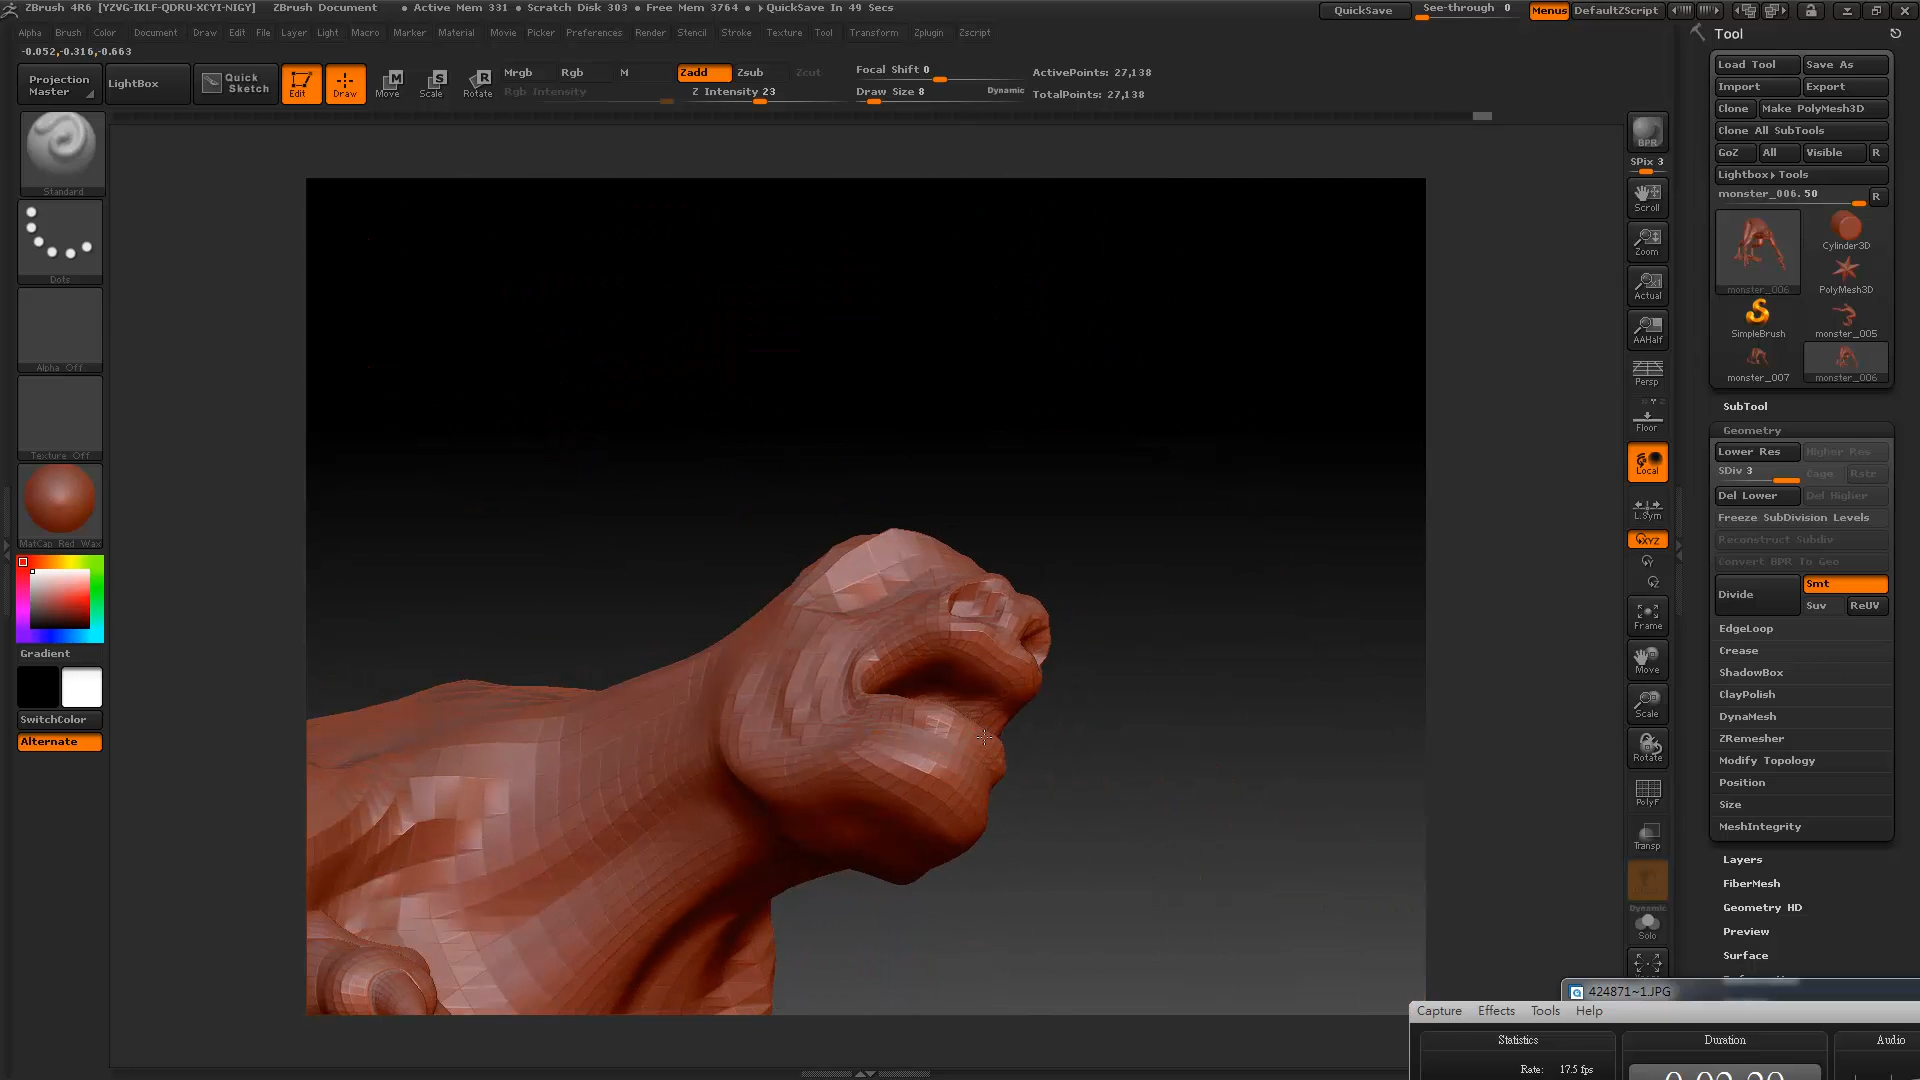 ZBrush 4R6 [YZVG-IKLF-QDRU-XCYI-NIGY] ZBrush Document • Active Mem 331 • Scratch Disk 303 • Free Mem 3764 • QuickSave In 49 Secs QuickSave See-through 0 Menus DefaultZScript
Alpha Brush Color Document Draw Edit File Layer Light Macro Marker Material Movie Picker Preferences Render Stencil Stroke Texture Tool Transform Zplugin Zscript
-0.052,-0.316,-0.663
Projection Master
LightBox
Quick Sketch
Edit
Draw
Move
Scale
Rotate
Mrgb Rgb M
Rgb Intensity
Zadd Zsub Zcut
Z Intensity 23
Focal Shift 0
Draw Size 8
Dynamic
ActivePoints: 27,138
TotalPoints: 27,138
Standard
Dots
Alpha Off
Texture Off
MatCap Red Wax
Gradient
SwitchColor
Alternate
BPR
SPix 3
Scroll
Zoom
Actual
AAHalf
Persp
Floor
Local
L.Sym
XYZ
Frame
Move
Scale
Rotate
PolyF
Transp
Dynamic
Solo
Tool
Load Tool Save As
Import Export
Clone Make PolyMesh3D
Clone All SubTools
GoZ All Visible R
Lightbox▸Tools
monster_006. 50 R
monster_006
Cylinder3D
PolyMesh3D
SimpleBrush monster_005
monster_007 monster_006
SubTool
Geometry
Lower Res Higher Res
SDiv 3 Cage Rstr
Del Lower Del Higher
Freeze SubDivision Levels
Reconstruct Subdiv
Convert BPR To Geo
Divide Smt
Suv ReUV
EdgeLoop
Crease
ShadowBox
ClayPolish
DynaMesh
ZRemesher
Modify Topology
Position
Size
MeshIntegrity
Layers
FiberMesh
Geometry HD
Preview
Surface
424871~1.JPG
Capture Effects Tools Help
Statistics Duration Audio
Rate: 17.5 fps